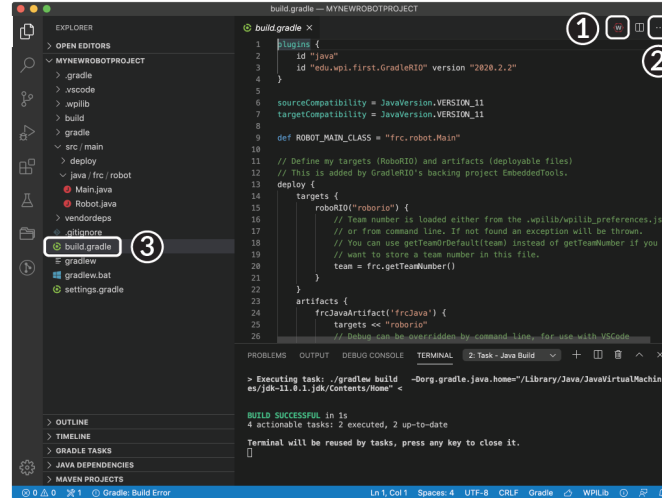 build.gradle — MYNEWROBOTPROJECT
EXPLORER
OPEN EDITORS
MYNEWROBOTPROJECT
.gradle
.vscode
.wpilib
build
gradle
src / main
deploy
java / frc / robot
Main.java
Robot.java
vendordeps
.gitignore
build.gradle
gradlew
gradlew.bat
settings.gradle
3
OUTLINE
TIMELINE
GRADLE TASKS
JAVA DEPENDENCIES
MAVEN PROJECTS
build.gradle ×
1
W
2
1 plugins {
2 id "java"
3 id "edu.wpi.first.GradleRIO" version "2020.2.2"
4 }
5
6 sourceCompatibility = JavaVersion.VERSION_11
7 targetCompatibility = JavaVersion.VERSION_11
8
9 def ROBOT_MAIN_CLASS = "frc.robot.Main"
10
11 // Define my targets (RoboRIO) and artifacts (deployable files)
12 // This is added by GradleRIO's backing project EmbeddedTools.
13 deploy {
14 targets {
15 roboRIO("roborio") {
16 // Team number is loaded either from the .wpilib/wpilib_preferences.js
17 // or from command line. If not found an exception will be thrown.
18 // You can use getTeamOrDefault(team) instead of getTeamNumber if you
19 // want to store a team number in this file.
20 team = frc.getTeamNumber()
21 }
22 }
23 artifacts {
24 frcJavaArtifact('frcJava') {
25 targets << "roborio"
26 // Debug can be overridden by command line, for use with VSCode
PROBLEMS OUTPUT DEBUG CONSOLE TERMINAL 2: Task - Java Build
> Executing task: ./gradlew build -Dorg.gradle.java.home="/Library/Java/JavaVirtualMachin
es/jdk-11.0.1.jdk/Contents/Home" <
BUILD SUCCESSFUL in 1s
4 actionable tasks: 2 executed, 2 up-to-date
Terminal will be reused by tasks, press any key to close it.
0 0 1 Gradle: Build Error Ln 1, Col 1 Spaces: 4 UTF-8 CRLF Gradle WPILib